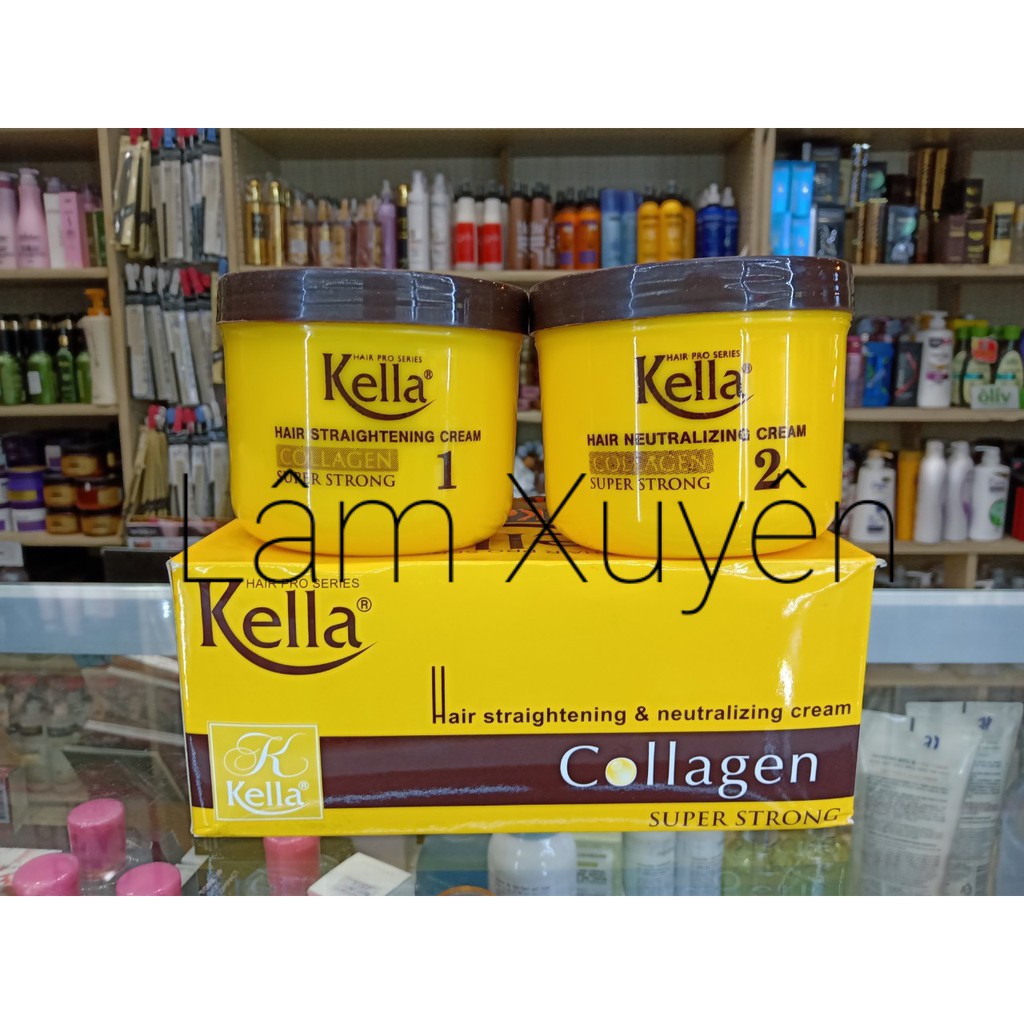 HAIR PRO SERIES
Kella®
HAIR STRAIGHTENING CREAM
COLLAGEN
SUPER STRONG
1
HAIR PRO SERIES
Kella®
HAIR NEUTRALIZING CREAM
COLLAGEN
SUPER STRONG
2
Lâm Xuyên
HAIR PRO SERIES
Kella®
Hair straightening & neutralizing cream
K
Kella®
Collagen
SUPER STRONG
oliv